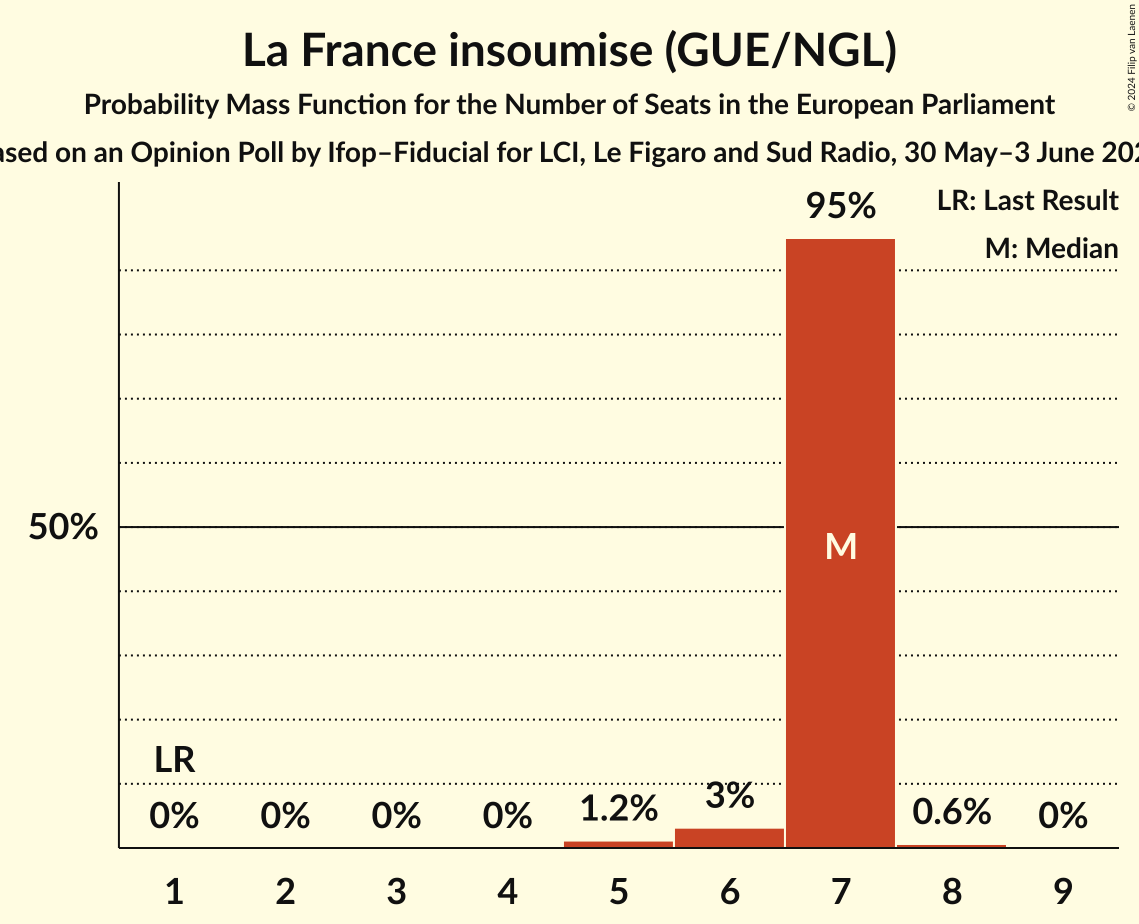 La France insoumise (GUE/NGL)
Probability Mass Function for the Number of Seats in the European Parliament
on an Opinion Poll by Ifop–Fiducial for LCI, Le Figaro and Sud Radio, 30 May–3 June
© 2024 Filip van Laenen
LR: Last Result
M: Median
95%
50%
M
LR
0% 0% 0% 0% 1.2% 3% 0.6% 0%
1 2 3 4 5 6 7 8 9